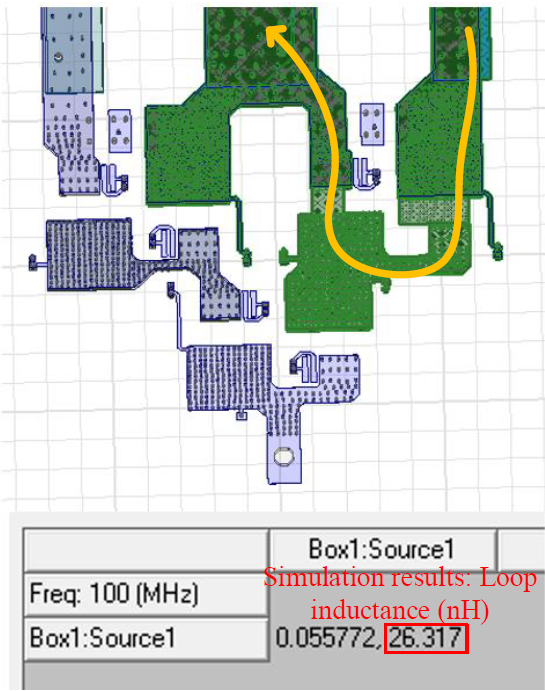 Box1:Source1
Simulation results: Loop
Freq: 100 (MHz)
inductance (nH)
Box1:Source1
0.055772, 26.317